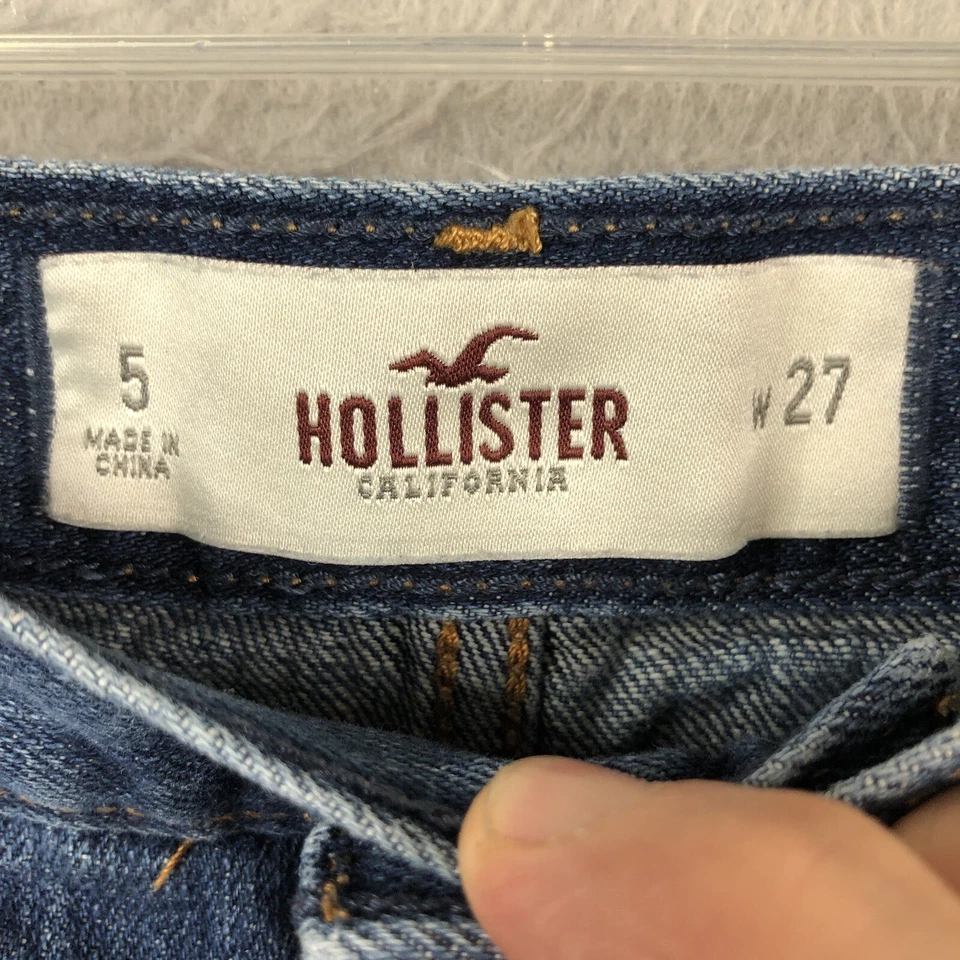 5
MADE IN
CHINA
HOLLISTER
CALIFORNIA
W 27